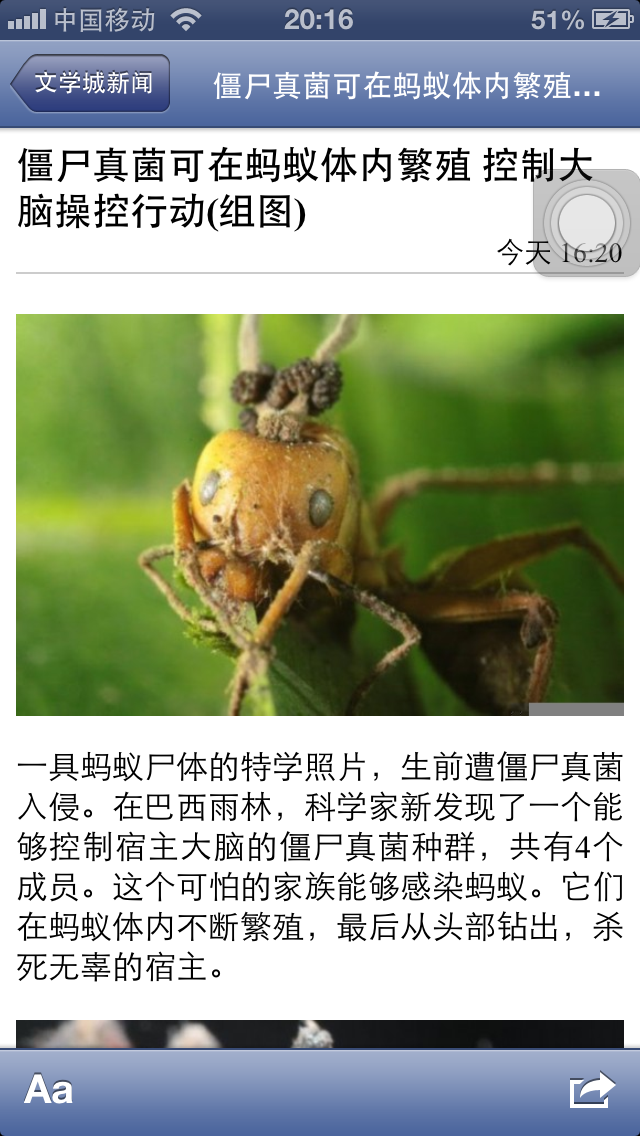 中国移动 20:16 51%
文学城新闻 僵尸真菌可在蚂蚁体内繁殖...
僵尸真菌可在蚂蚁体内繁殖 控制大
脑操控行动(组图)
今天 16:20
一具蚂蚁尸体的特学照片，生前遭僵尸真菌
入侵。在巴西雨林，科学家新发现了一个能
够控制宿主大脑的僵尸真菌种群，共有4个
成员。这个可怕的家族能够感染蚂蚁。它们
在蚂蚁体内不断繁殖，最后从头部钻出，杀
死无辜的宿主。
Aa